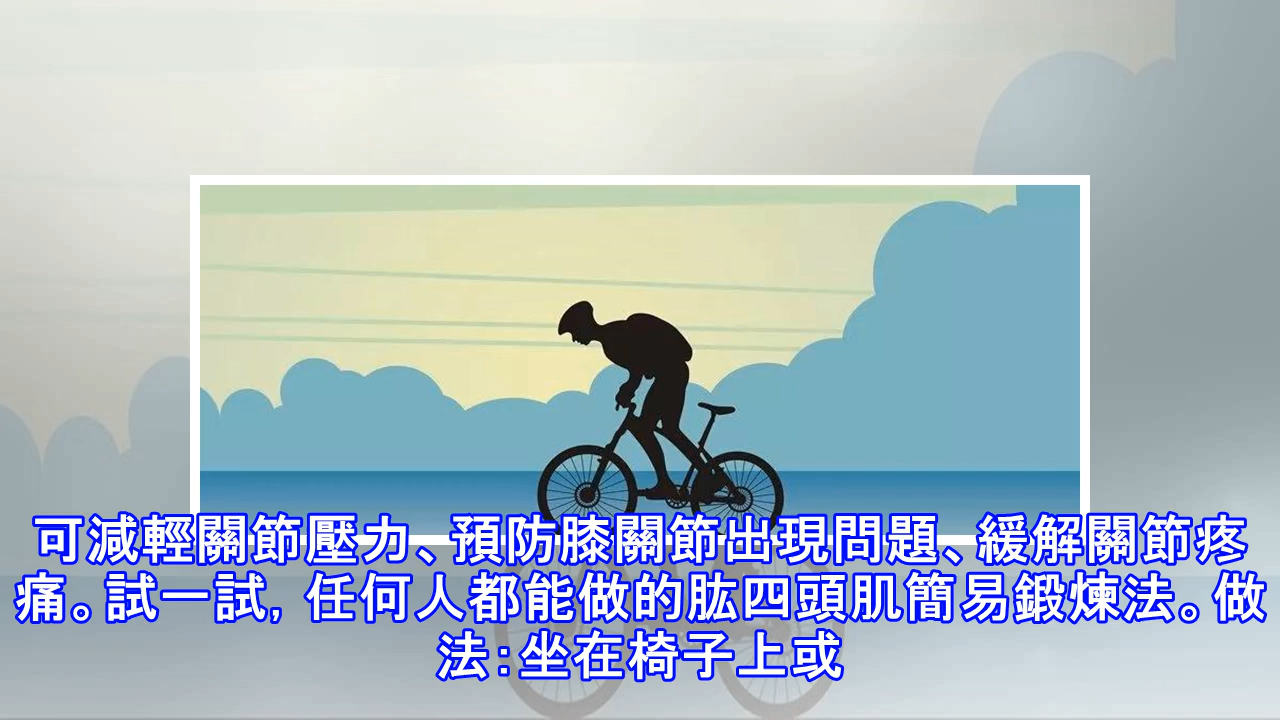 可減輕關節壓力、預防膝關節出現問題、緩解關節疼
痛。試一試,任何人都能做的肱四頭肌簡易鍛煉法。做
法:坐在椅子上或